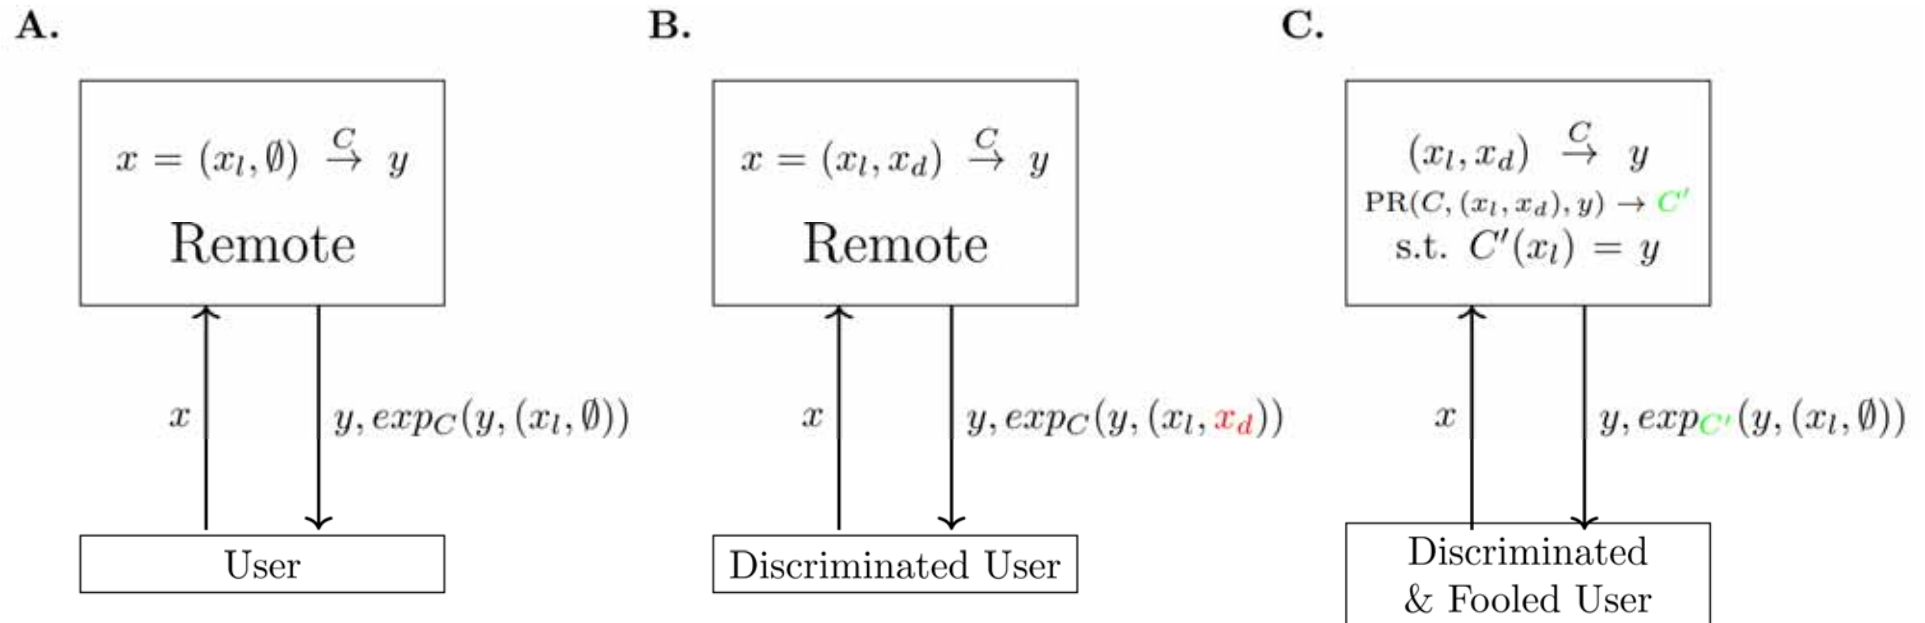 A.
x = (x_l, ∅) →^C y
Remote
x
y, exp_C(y, (x_l, ∅))
User
B.
x = (x_l, x_d) →^C y
Remote
x
y, exp_C(y, (x_l, x_d))
Discriminated User
C.
(x_l, x_d) →^C y
PR(C, (x_l, x_d), y) → C′
s.t. C′(x_l) = y
x
y, exp_C′(y, (x_l, ∅))
Discriminated
& Fooled User